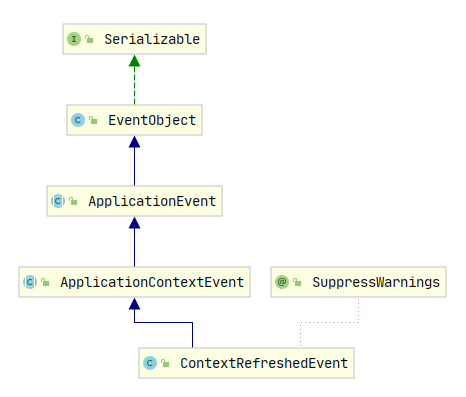 I Serializable
C EventObject
C ApplicationEvent
C ApplicationContextEvent
@ SuppressWarnings
C ContextRefreshedEvent